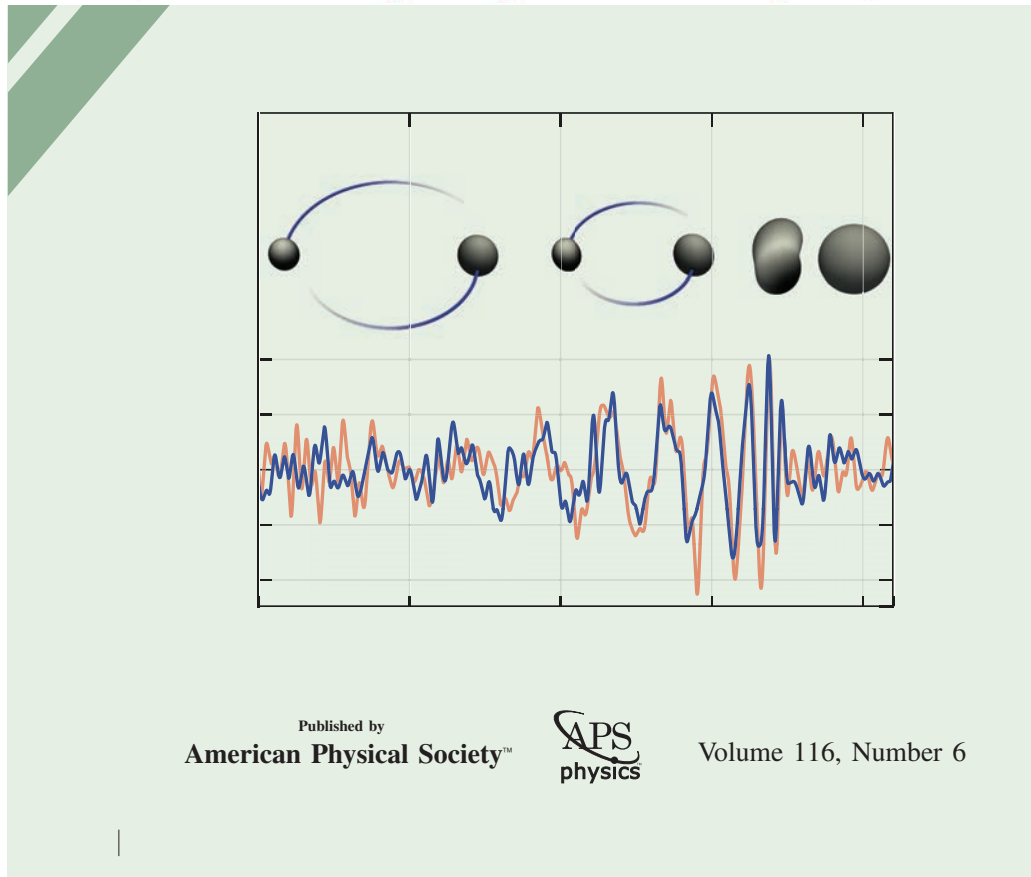 Published by
American Physical Society™
APS
physics
Volume 116, Number 6